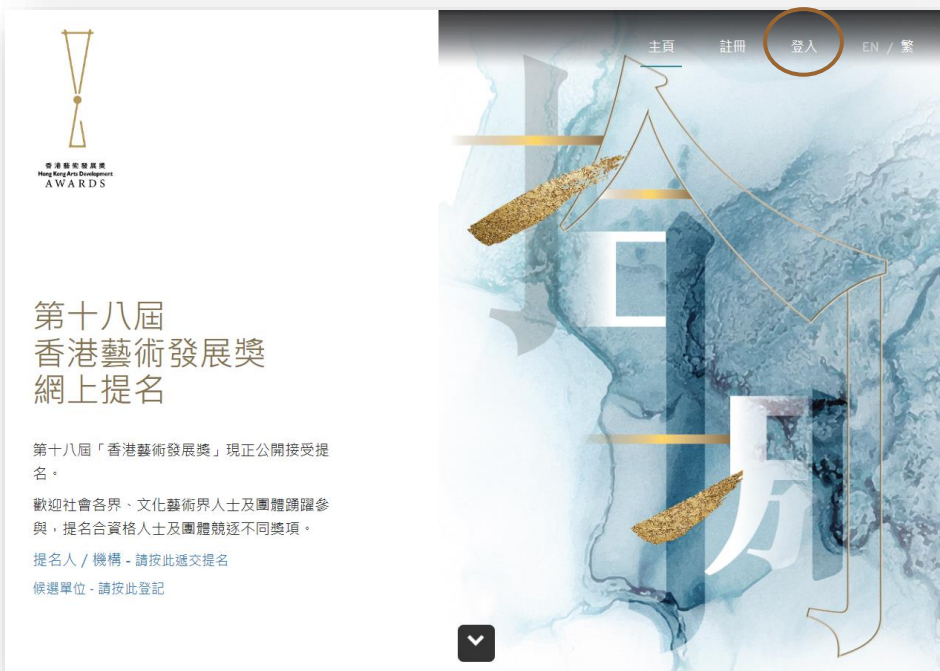 主頁 註冊 登入 EN / 繁
香港藝術發展獎
Hong Kong Arts Development
AWARDS
第十八屆
香港藝術發展獎
網上提名
第十八屆「香港藝術發展獎」現正公開接受提
名。
歡迎社會各界、文化藝術界人士及團體踴躍參
與，提名合資格人士及團體競逐不同獎項。
提名人 / 機構 - 請按此遞交提名
候選單位 - 請按此登記